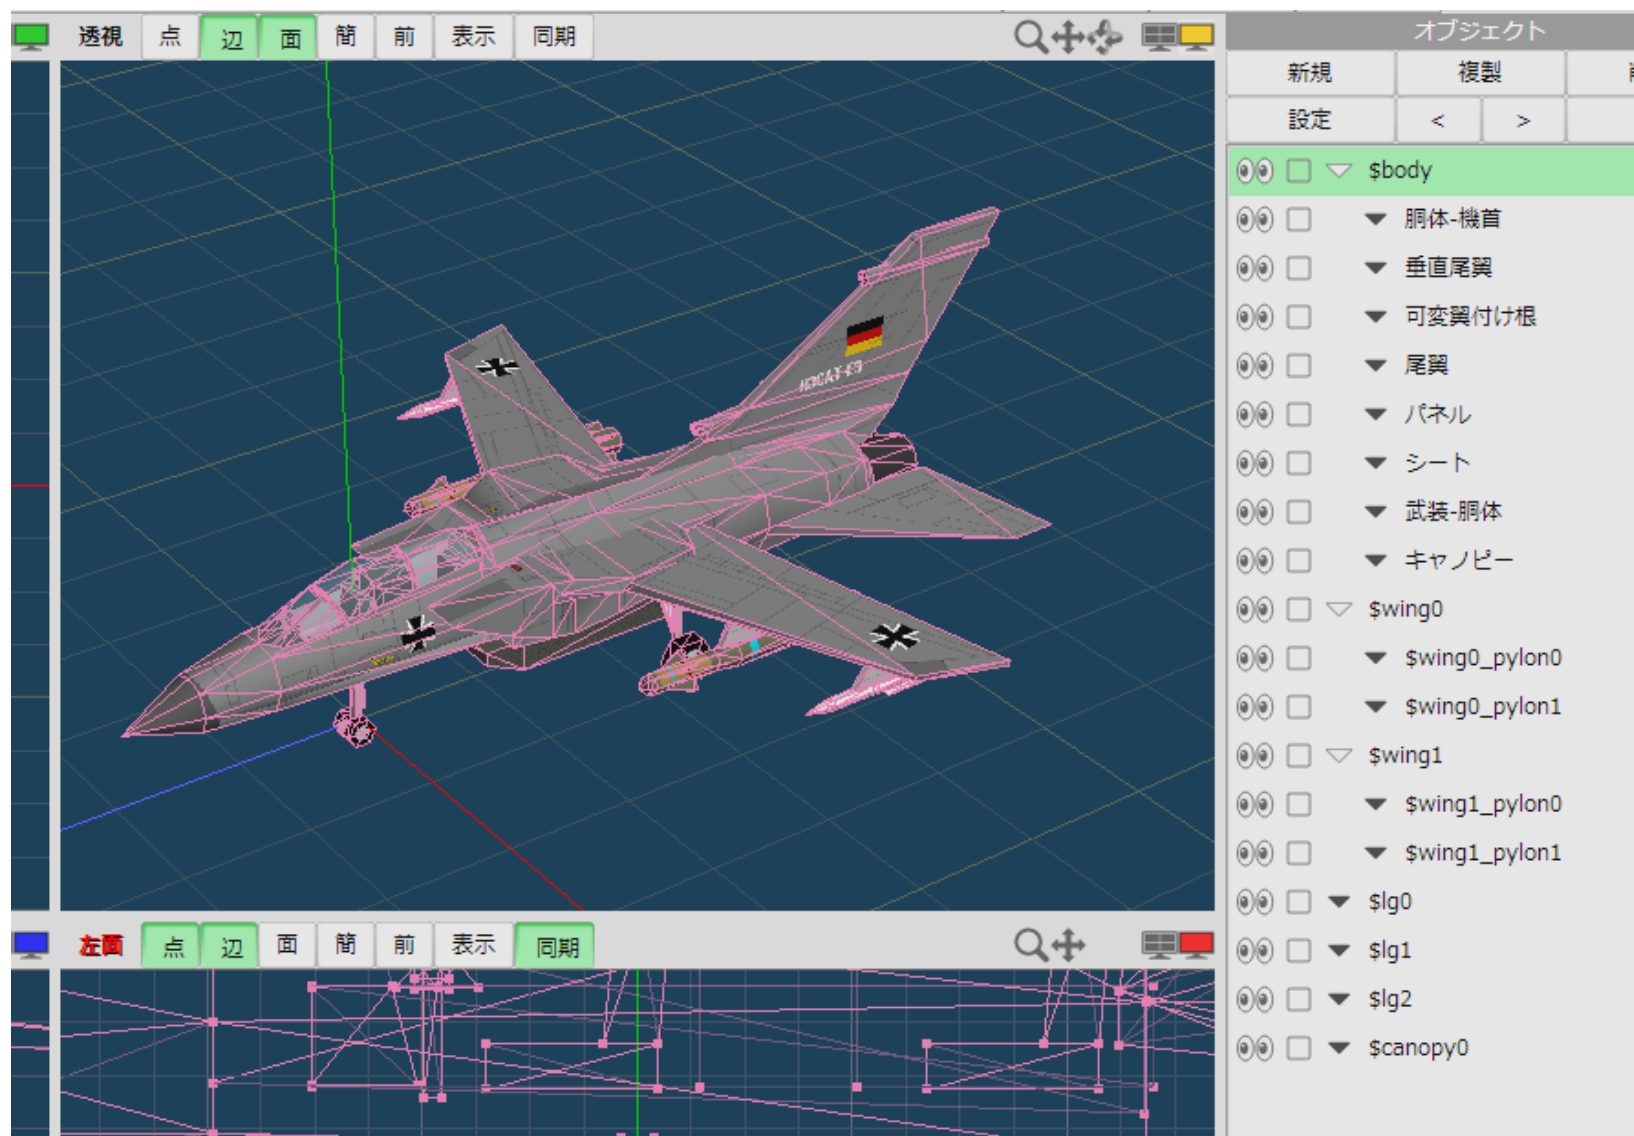 透視 点 辺 面 簡 前 表示 同期
オブジェクト
新規 複製
設定 < >
$body
胴体-機首
垂直尾翼
可変翼付け根
尾翼
パネル
シート
武装-胴体
キャノピー
$wing0
$wing0_pylon0
$wing0_pylon1
$wing1
$wing1_pylon0
$wing1_pylon1
$lg0
$lg1
$lg2
$canopy0
左面 点 辺 面 簡 前 表示 同期